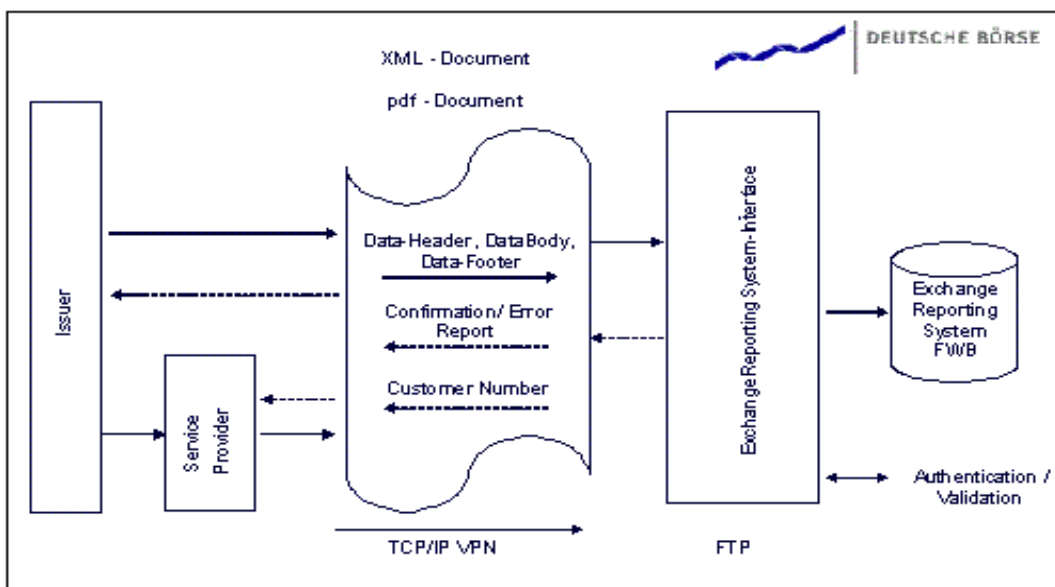 DEUTSCHE BÖRSE
XML - Document
pdf - Document
Issuer
Service
Provider
Data-Header, DataBody,
Data-Footer
Confirmation/ Error
Report
Customer Number
Exchange Reporting System-Interface
Exchange
Reporting
System
FWB
Authentication /
Validation
TCP/IP VPN
FTP